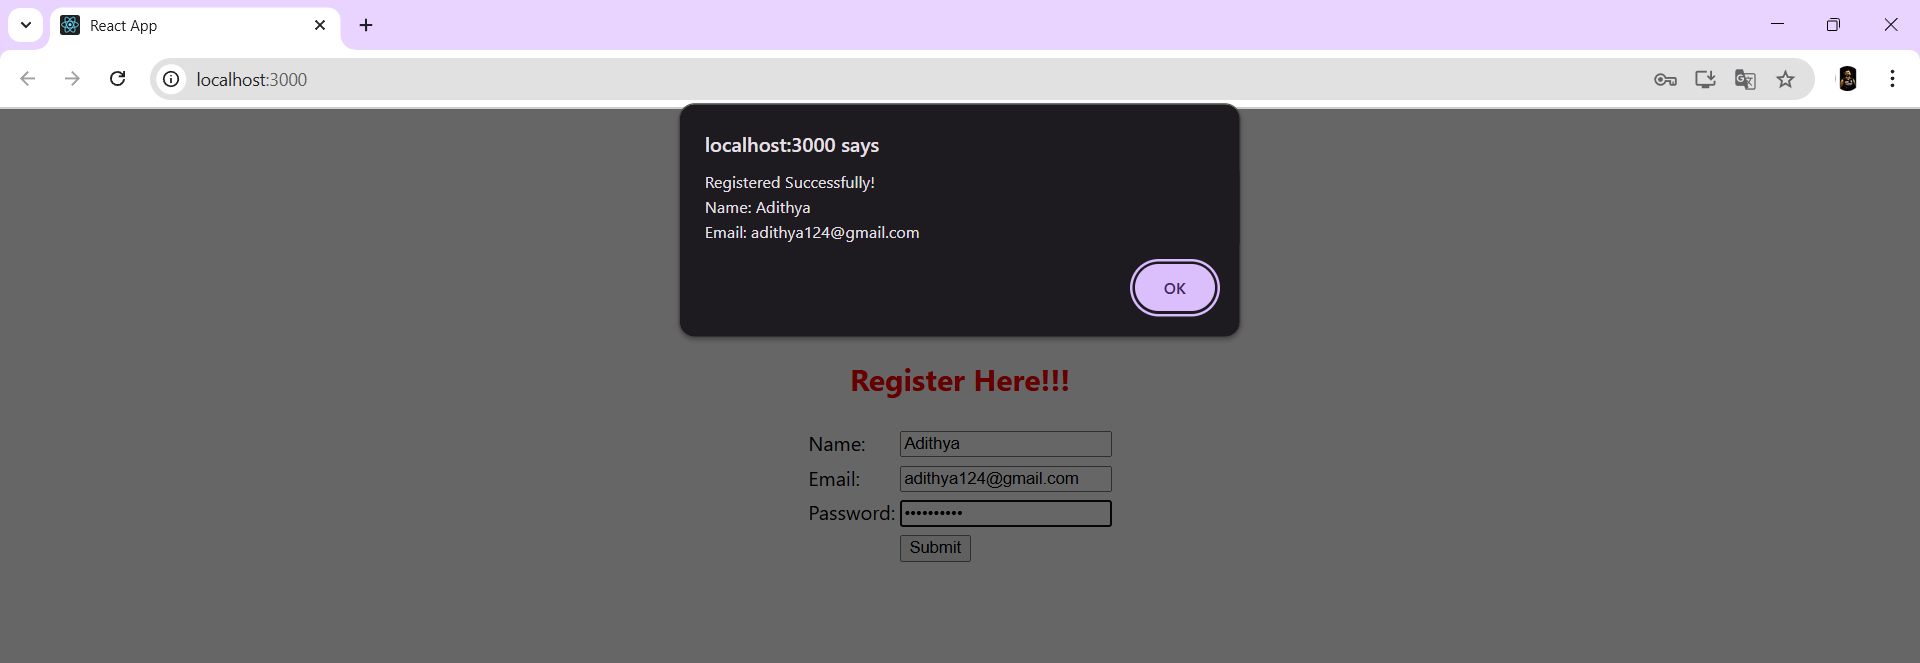 React App
localhost:3000
localhost:3000 says
Registered Successfully!
Name: Adithya
Email: adithya124@gmail.com
OK
Register Here!!!
Name: Adithya
Email: adithya124@gmail.com
Password: ••••••••••
Submit